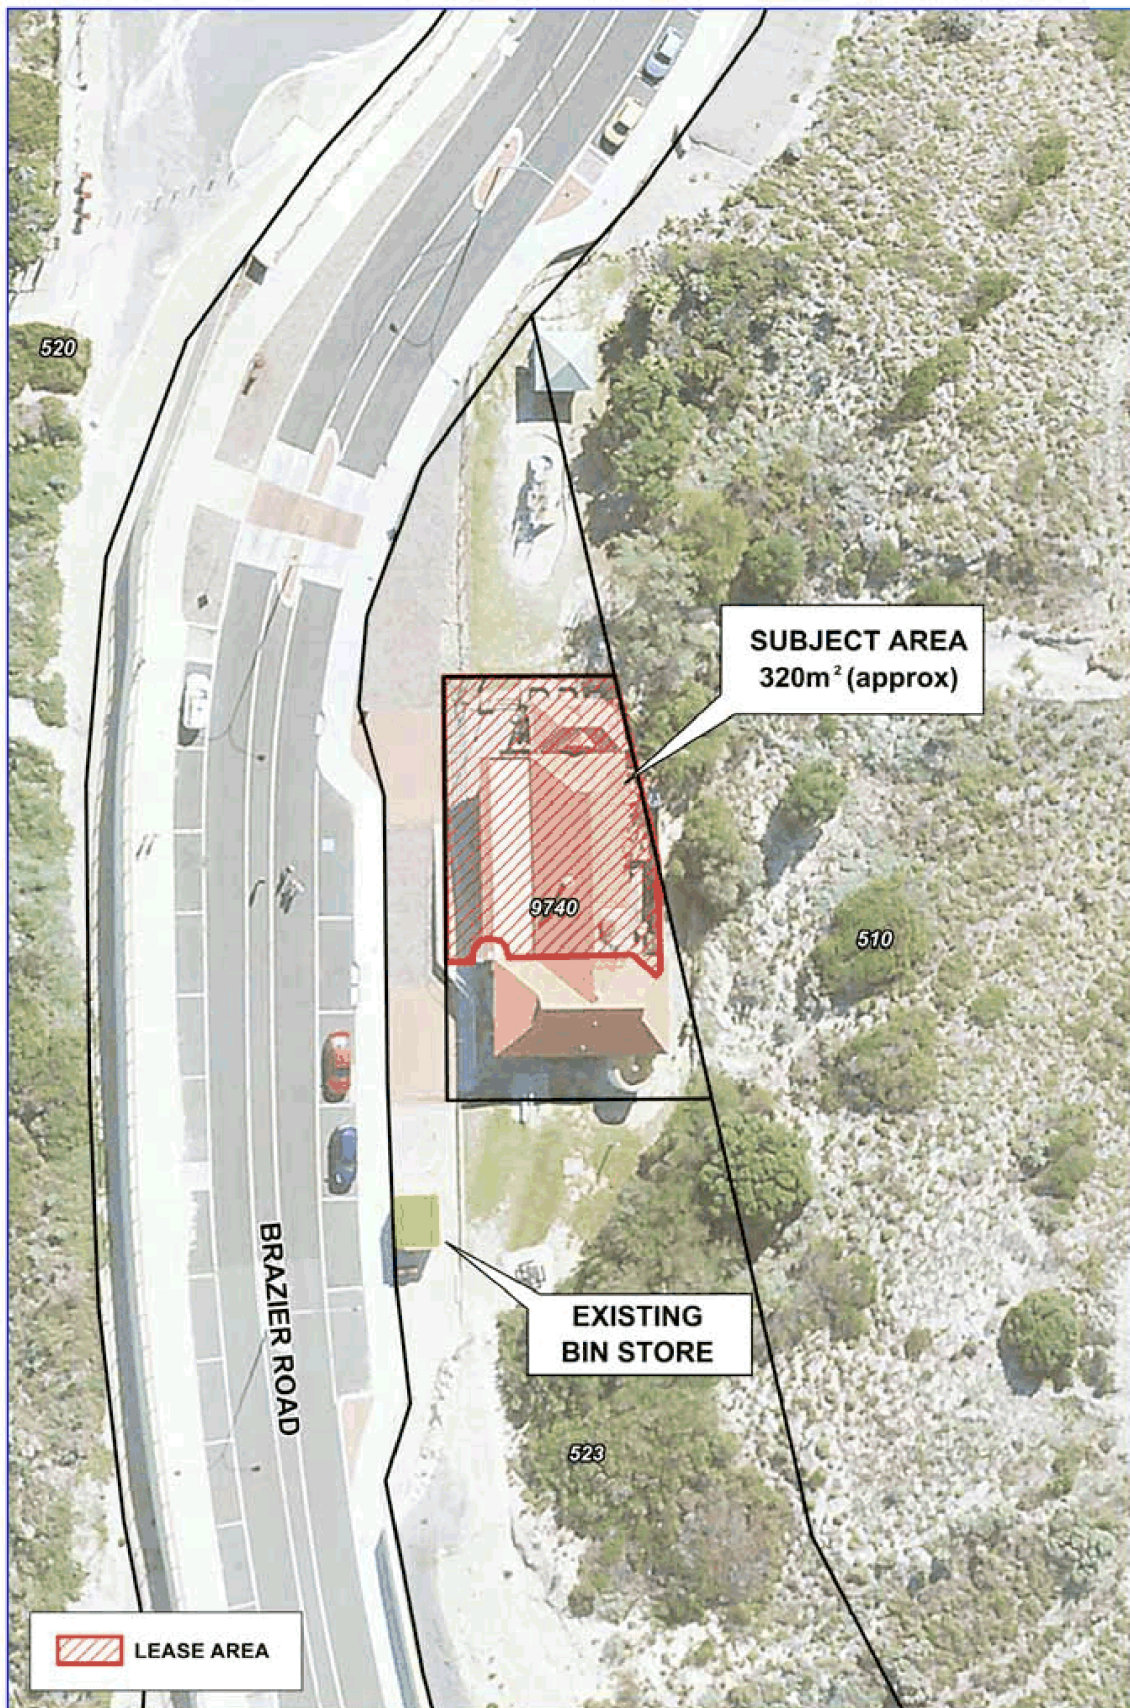 520
SUBJECT AREA
320m² (approx)
9740
510
BRAZIER ROAD
EXISTING
BIN STORE
523
LEASE AREA